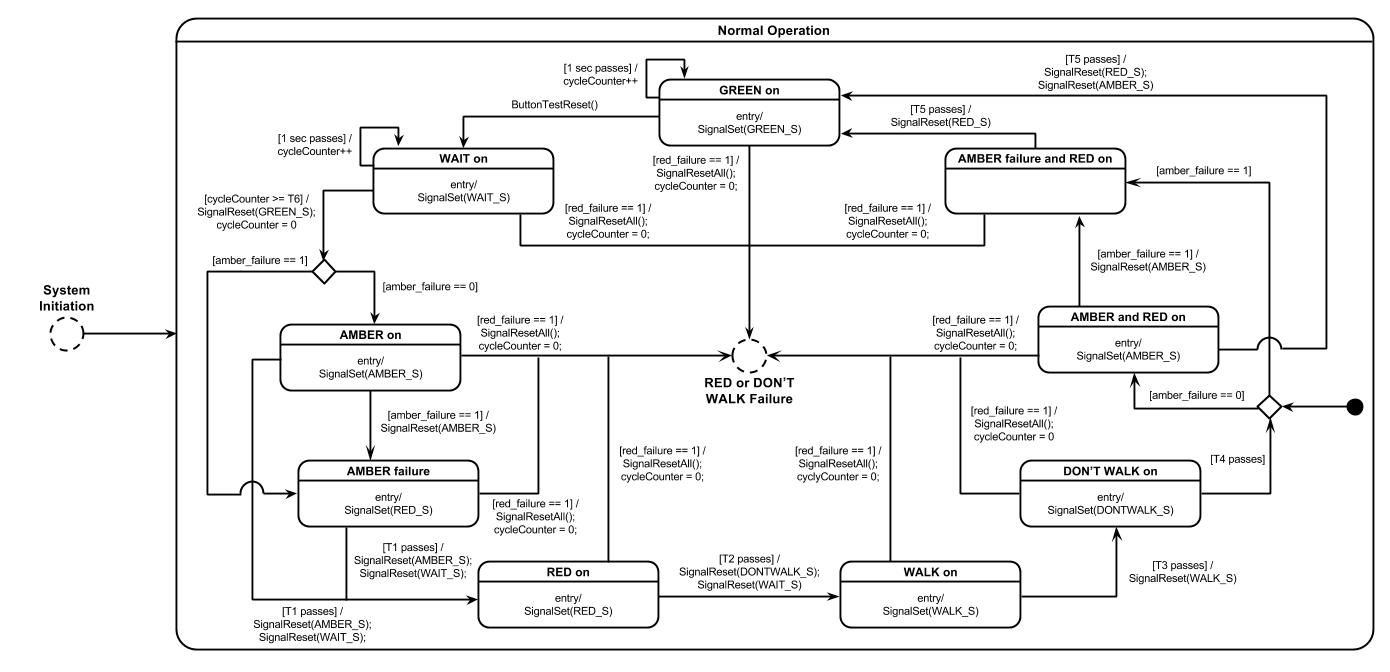 Normal Operation
[1 sec passes] /
cycleCounter++
GREEN on
entry/
SignalSet(GREEN_S)
[T5 passes] /
SignalReset(RED_S);
SignalReset(AMBER_S)
ButtonTestReset()
[T5 passes] /
SignalReset(RED_S)
[1 sec passes] /
cycleCounter++
WAIT on
entry/
SignalSet(WAIT_S)
[red_failure == 1] /
SignalResetAll();
cycleCounter = 0;
AMBER failure and RED on
[amber_failure == 1]
[cycleCounter >= T6] /
SignalReset(GREEN_S);
cycleCounter = 0
[red_failure == 1] /
SignalResetAll();
cycleCounter = 0;
[red_failure == 1] /
SignalResetAll();
cycleCounter = 0;
[amber_failure == 1]
[amber_failure == 0]
[amber_failure == 1] /
SignalReset(AMBER_S)
System
Initiation
AMBER on
entry/
SignalSet(AMBER_S)
[red_failure == 1] /
SignalResetAll();
cycleCounter = 0;
RED or DON'T
WALK Failure
[red_failure == 1] /
SignalResetAll();
cycleCounter = 0;
AMBER and RED on
entry/
SignalSet(AMBER_S)
[amber_failure == 1] /
SignalReset(AMBER_S)
[red_failure == 1] /
SignalResetAll();
cycleCounter = 0
[amber_failure == 0]
AMBER failure
entry/
SignalSet(RED_S)
[red_failure == 1] /
SignalResetAll();
cycleCounter = 0;
[red_failure == 1] /
SignalResetAll();
cycleCounter = 0;
[red_failure == 1] /
SignalResetAll();
cyclyCounter = 0;
DON'T WALK on
entry/
SignalSet(DONTWALK_S)
[T4 passes]
[T1 passes] /
SignalReset(AMBER_S);
SignalReset(WAIT_S);
[T1 passes] /
SignalReset(AMBER_S);
SignalReset(WAIT_S);
RED on
entry/
SignalSet(RED_S)
[T2 passes] /
SignalReset(DONTWALK_S);
SignalReset(WAIT_S)
WALK on
entry/
SignalSet(WALK_S)
[T3 passes] /
SignalReset(WALK_S)